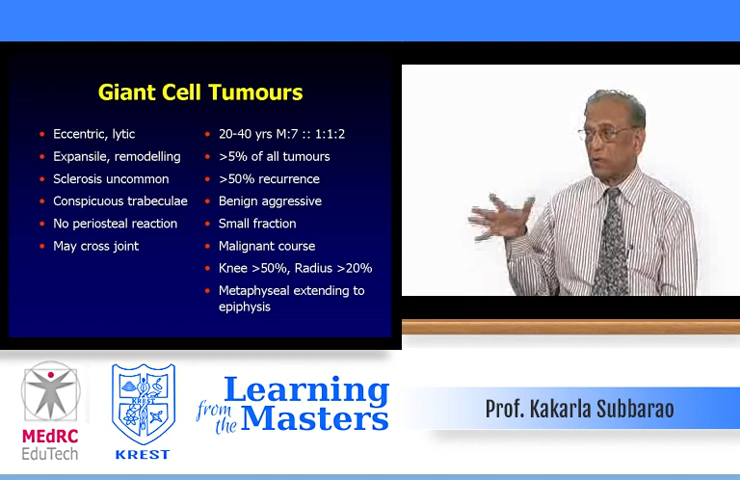 Giant Cell Tumours
• Eccentric, lytic
• Expansile, remodelling
• Sclerosis uncommon
• Conspicuous trabeculae
• No periosteal reaction
• May cross joint
• 20-40 yrs M:7 :: 1:1:2
• >5% of all tumours
• >50% recurrence
• Benign aggressive
• Small fraction
• Malignant course
• Knee >50%, Radius >20%
• Metaphyseal extending to
epiphysis
MEdRC
EduTech
KREST
KREST
Learning
from the Masters
Prof. Kakarla Subbarao